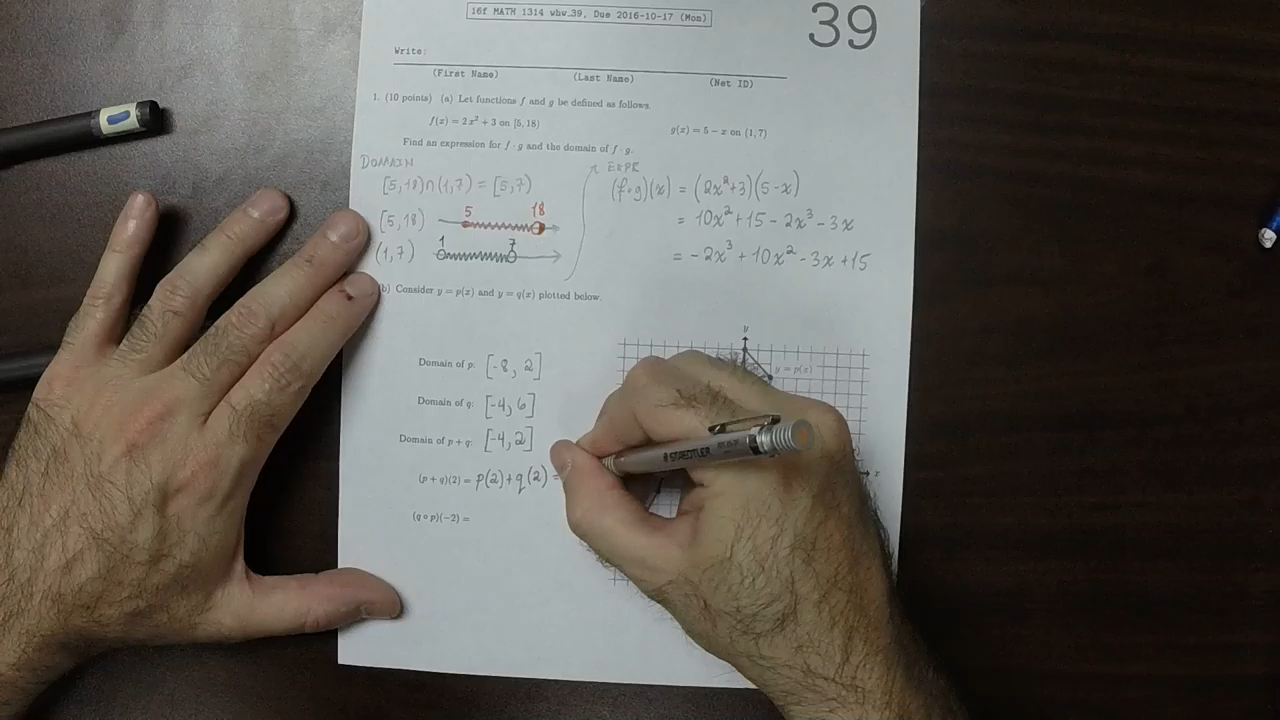 16f MATH 1314 whw_39, Due 2016-10-17 (Mon)
39
Write:
(First Name) (Last Name) (Net ID)
1. (10 points) (a) Let functions f and g be defined as follows.
f(x) = 2x² + 3 on [5, 18) g(x) = 5 − x on (1, 7)
Find an expression for f · g and the domain of f · g.
DOMAIN
[5,18)∩(1,7) = [5,7)
[5,18)
5 18
(1,7)
1 7
EXPR
(f·g)(x) = (2x²+3)(5-x)
= 10x²+15-2x³-3x
= -2x³+10x²-3x+15
b) Consider y = p(x) and y = q(x) plotted below.
Domain of p: [-8, 2]
Domain of q: [-4, 6]
Domain of p + q: [-4, 2]
(p + q)(2) = p(2)+q(2) =
(q ∘ p)(−2) =
y
y = p(x)
x
STAEDTLER